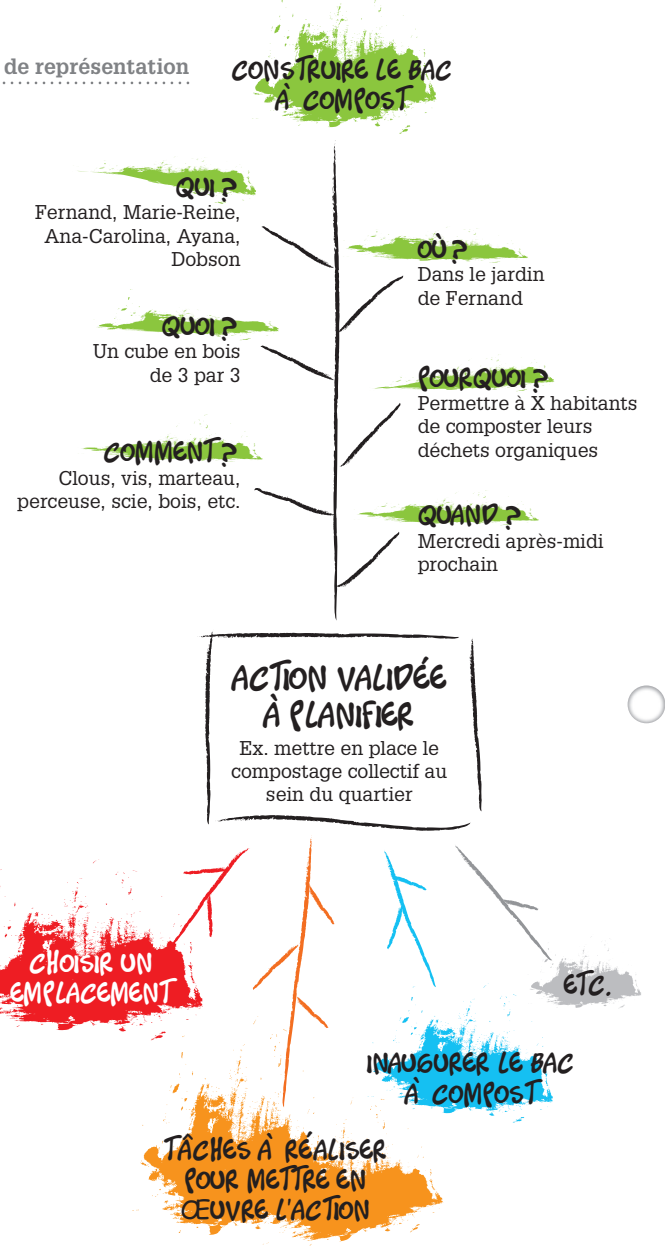 de représentation
CONSTRUIRE LE BAC
À COMPOST
QUI ?
Fernand, Marie-Reine,
Ana-Carolina, Ayana,
Dobson
OÙ ?
Dans le jardin
de Fernand
QUOI ?
Un cube en bois
de 3 par 3
POURQUOI ?
Permettre à X habitants
de composter leurs
déchets organiques
COMMENT ?
Clous, vis, marteau,
perceuse, scie, bois, etc.
QUAND ?
Mercredi après-midi
prochain
ACTION VALIDÉE
À PLANIFIER
Ex. mettre en place le
compostage collectif au
sein du quartier
CHOISIR UN
EMPLACEMENT
ETC.
INAUGURER LE BAC
À COMPOST
TÂCHES À RÉALISER
POUR METTRE EN
ŒUVRE L'ACTION